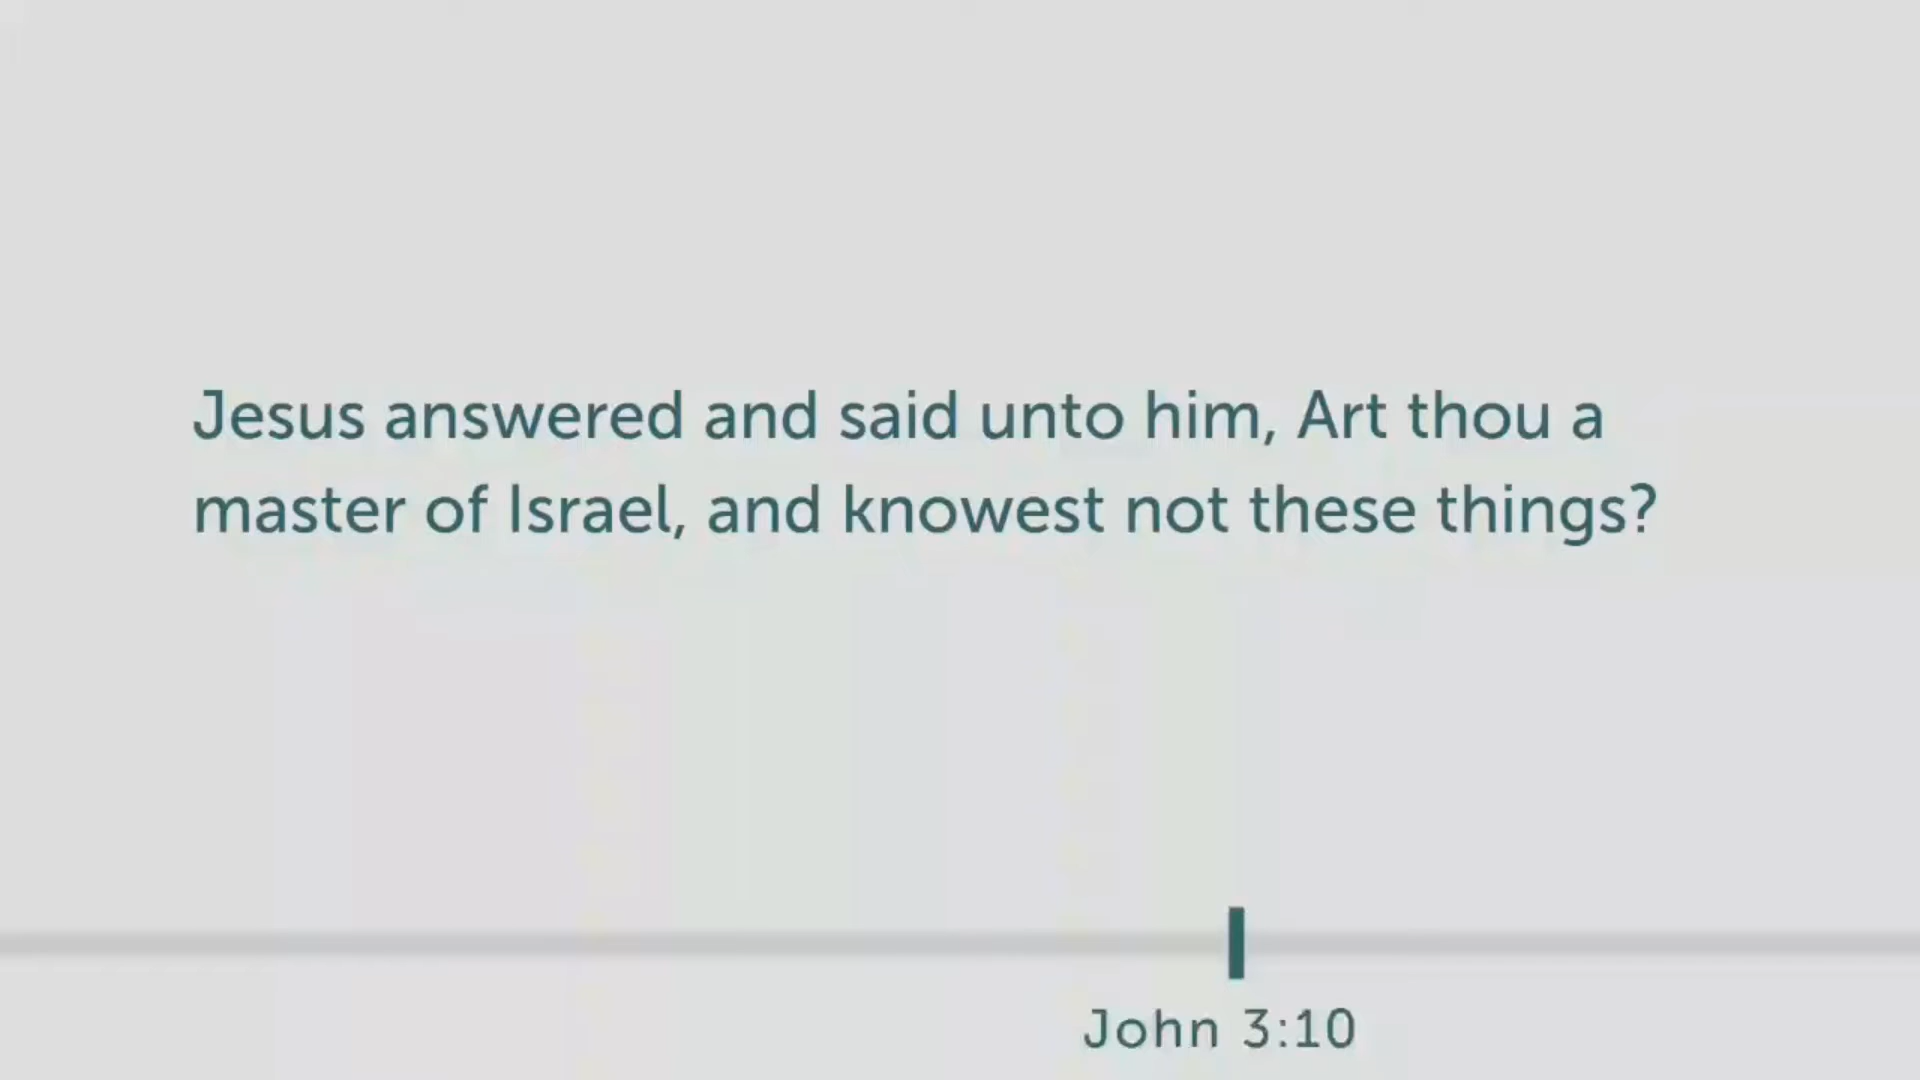 Jesus answered and said unto him, Art thou a
master of Israel, and knowest not these things?
John 3:10